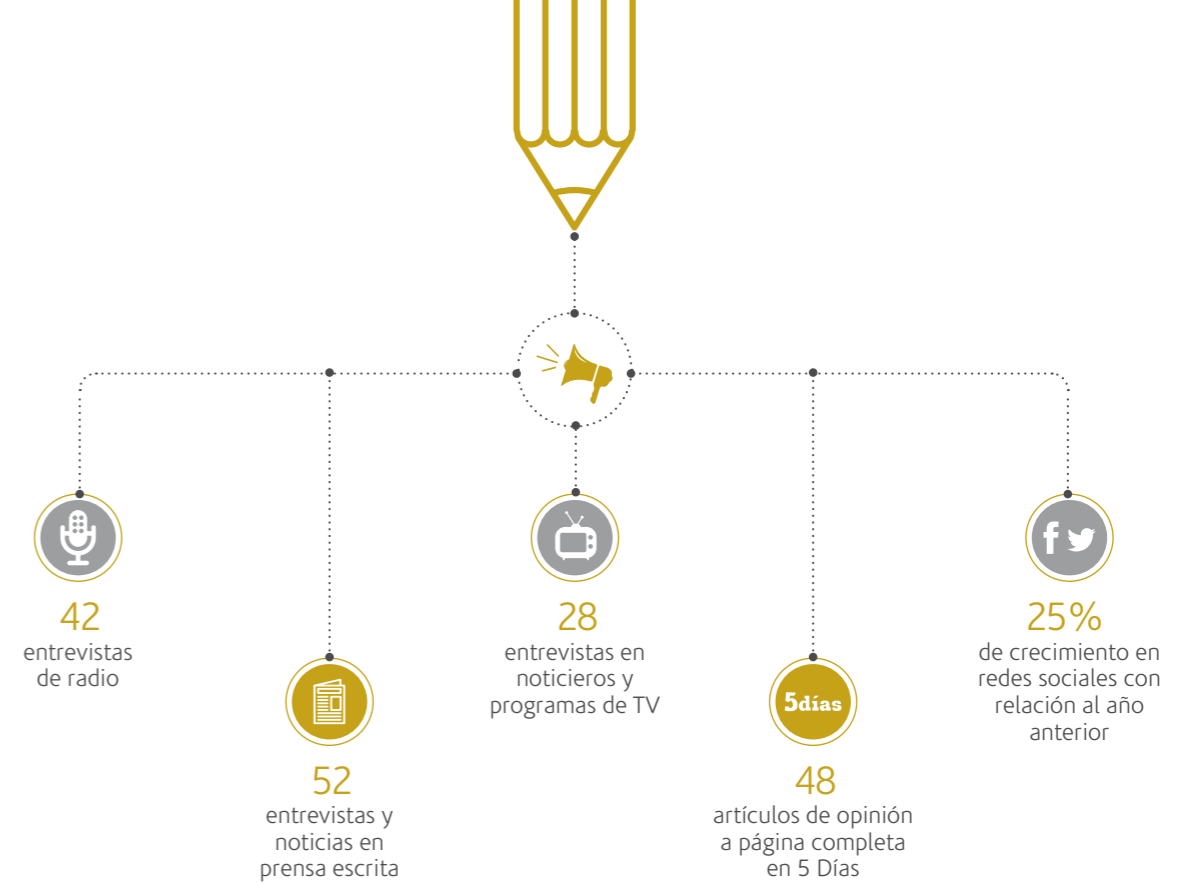 42
entrevistas
de radio
52
entrevistas y
noticias en
prensa escrita
28
entrevistas en
noticieros y
programas de TV
5días
48
artículos de opinión
a página completa
en 5 Días
25%
de crecimiento en
redes sociales con
relación al año
anterior